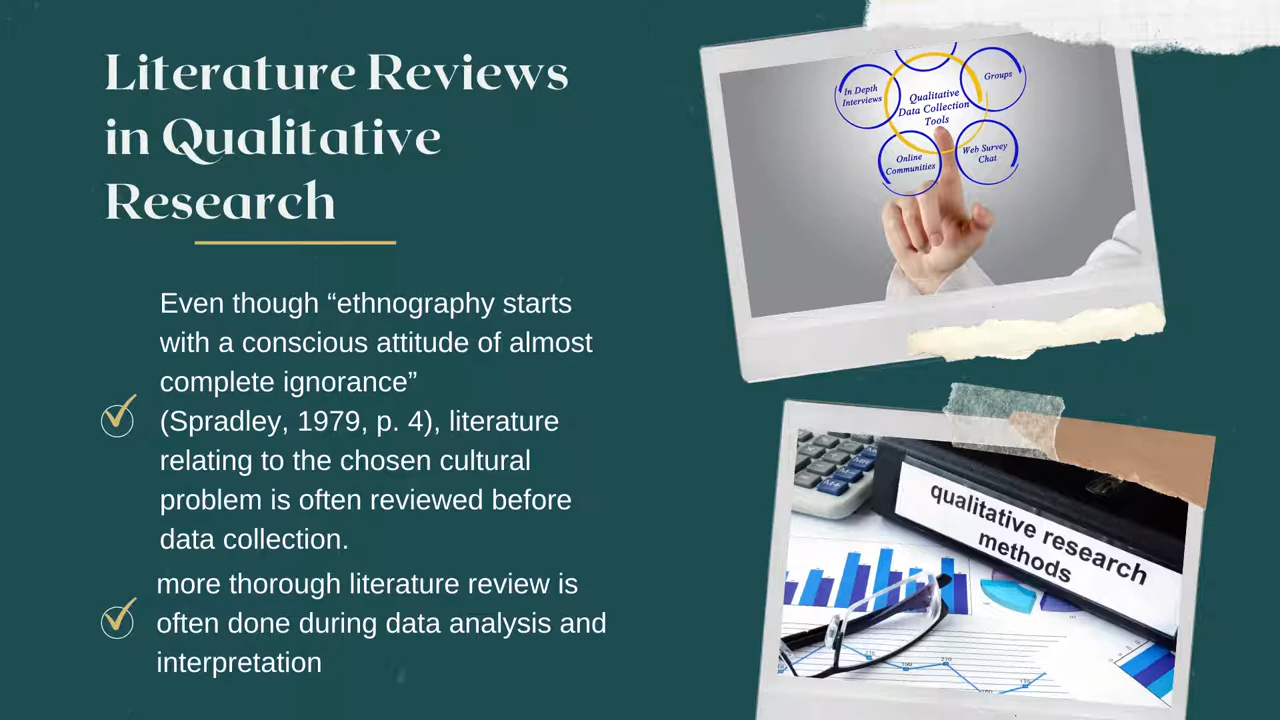 Literature Reviews
in Qualitative
Research
Even though “ethnography starts
with a conscious attitude of almost
complete ignorance”
(Spradley, 1979, p. 4), literature
relating to the chosen cultural
problem is often reviewed before
data collection.
more thorough literature review is
often done during data analysis and
interpretation
In Depth
Interviews
Groups
Qualitative
Data Collection
Tools
Online
Communities
Web Survey
Chat
qualitative research
methods
210